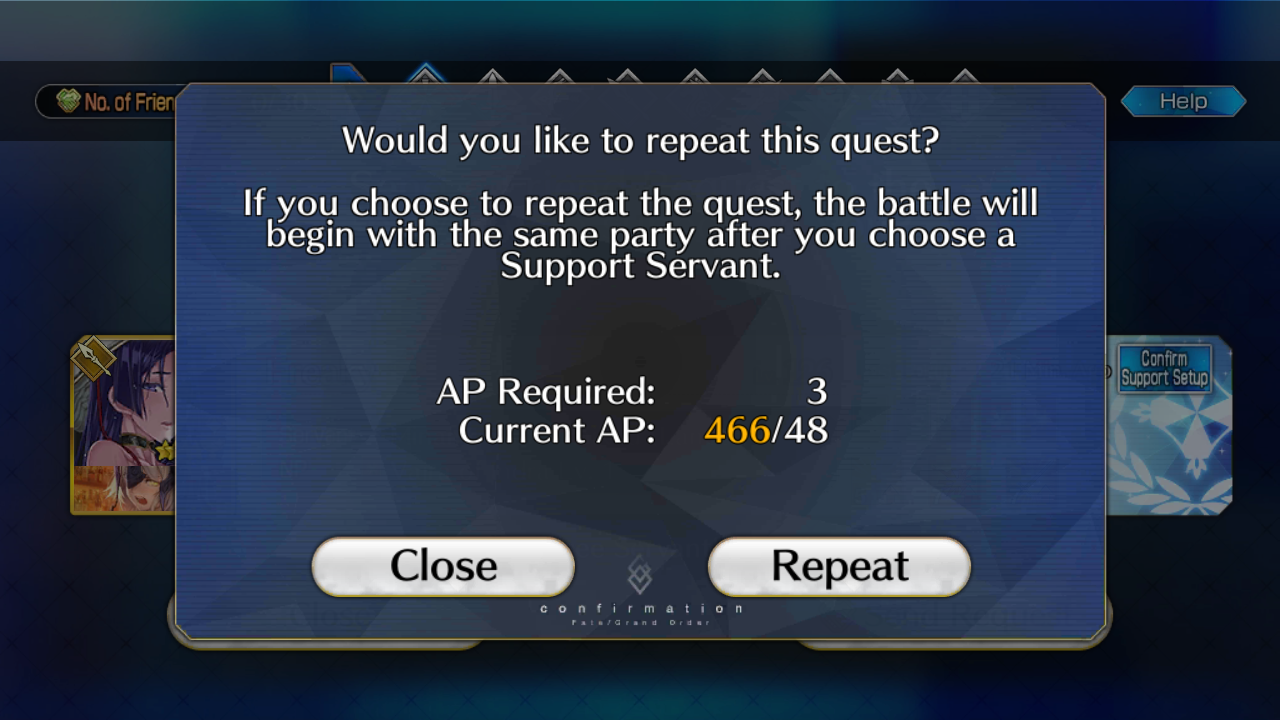 No. of Frien
Help
Would you like to repeat this quest?
If you choose to repeat the quest, the battle will
begin with the same party after you choose a
Support Servant.
Confirm
Support Setup
AP Required: 3
Current AP: 466/48
Close
Repeat
confirmation
Fate/Grand Order